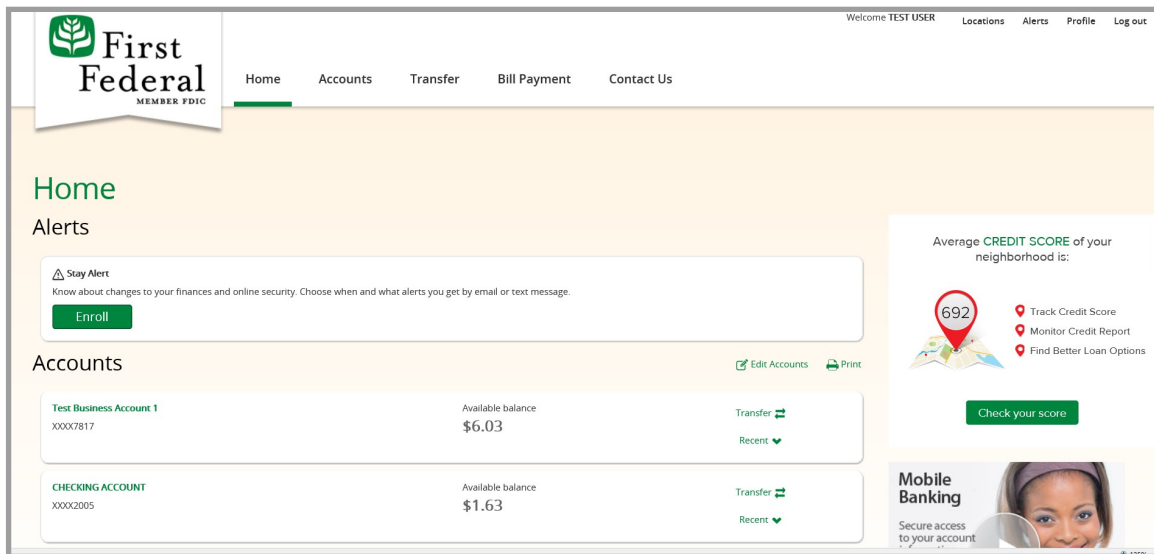 Welcome TEST USER
Locations
Alerts
Profile
Log out
First
Federal
MEMBER FDIC
Home
Accounts
Transfer
Bill Payment
Contact Us
Home
Alerts
Stay Alert
Know about changes to your finances and online security. Choose when and what alerts you get by email or text message.
Enroll
Accounts
Edit Accounts
Print
Test Business Account 1
XXXX7817
Available balance
$6.03
Transfer
Recent
CHECKING ACCOUNT
XXXX2005
Available balance
$1.63
Transfer
Recent
Average CREDIT SCORE of your
neighborhood is:
692
Track Credit Score
Monitor Credit Report
Find Better Loan Options
Check your score
Mobile
Banking
Secure access
to your account